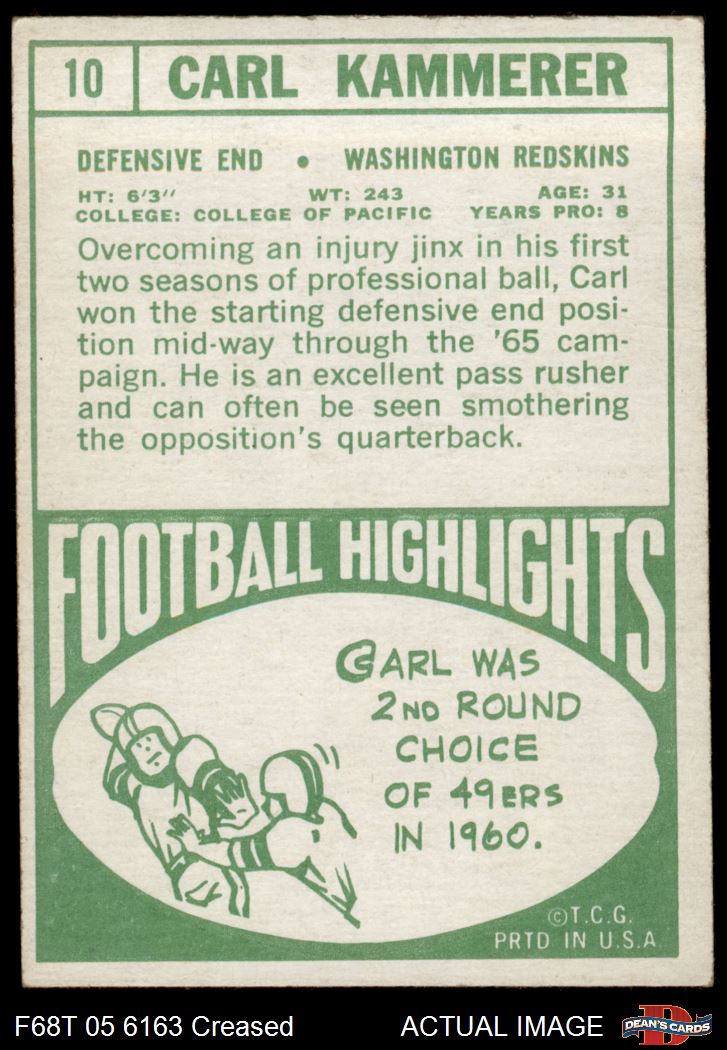 10 CARL KAMMERER
DEFENSIVE END • WASHINGTON REDSKINS
HT: 6'3" WT: 243 AGE: 31
COLLEGE: COLLEGE OF PACIFIC YEARS PRO: 8
Overcoming an injury jinx in his first
two seasons of professional ball, Carl
won the starting defensive end posi-
tion mid-way through the '65 cam-
paign. He is an excellent pass rusher
and can often be seen smothering
the opposition's quarterback.
FOOTBALL HIGHLIGHTS
CARL WAS
2ND ROUND
CHOICE
OF 49ERS
IN 1960.
©T.C.G.
PRTD IN U.S.A.
F68T 05 6163 Creased ACTUAL IMAGE D DEAN'S CARDS